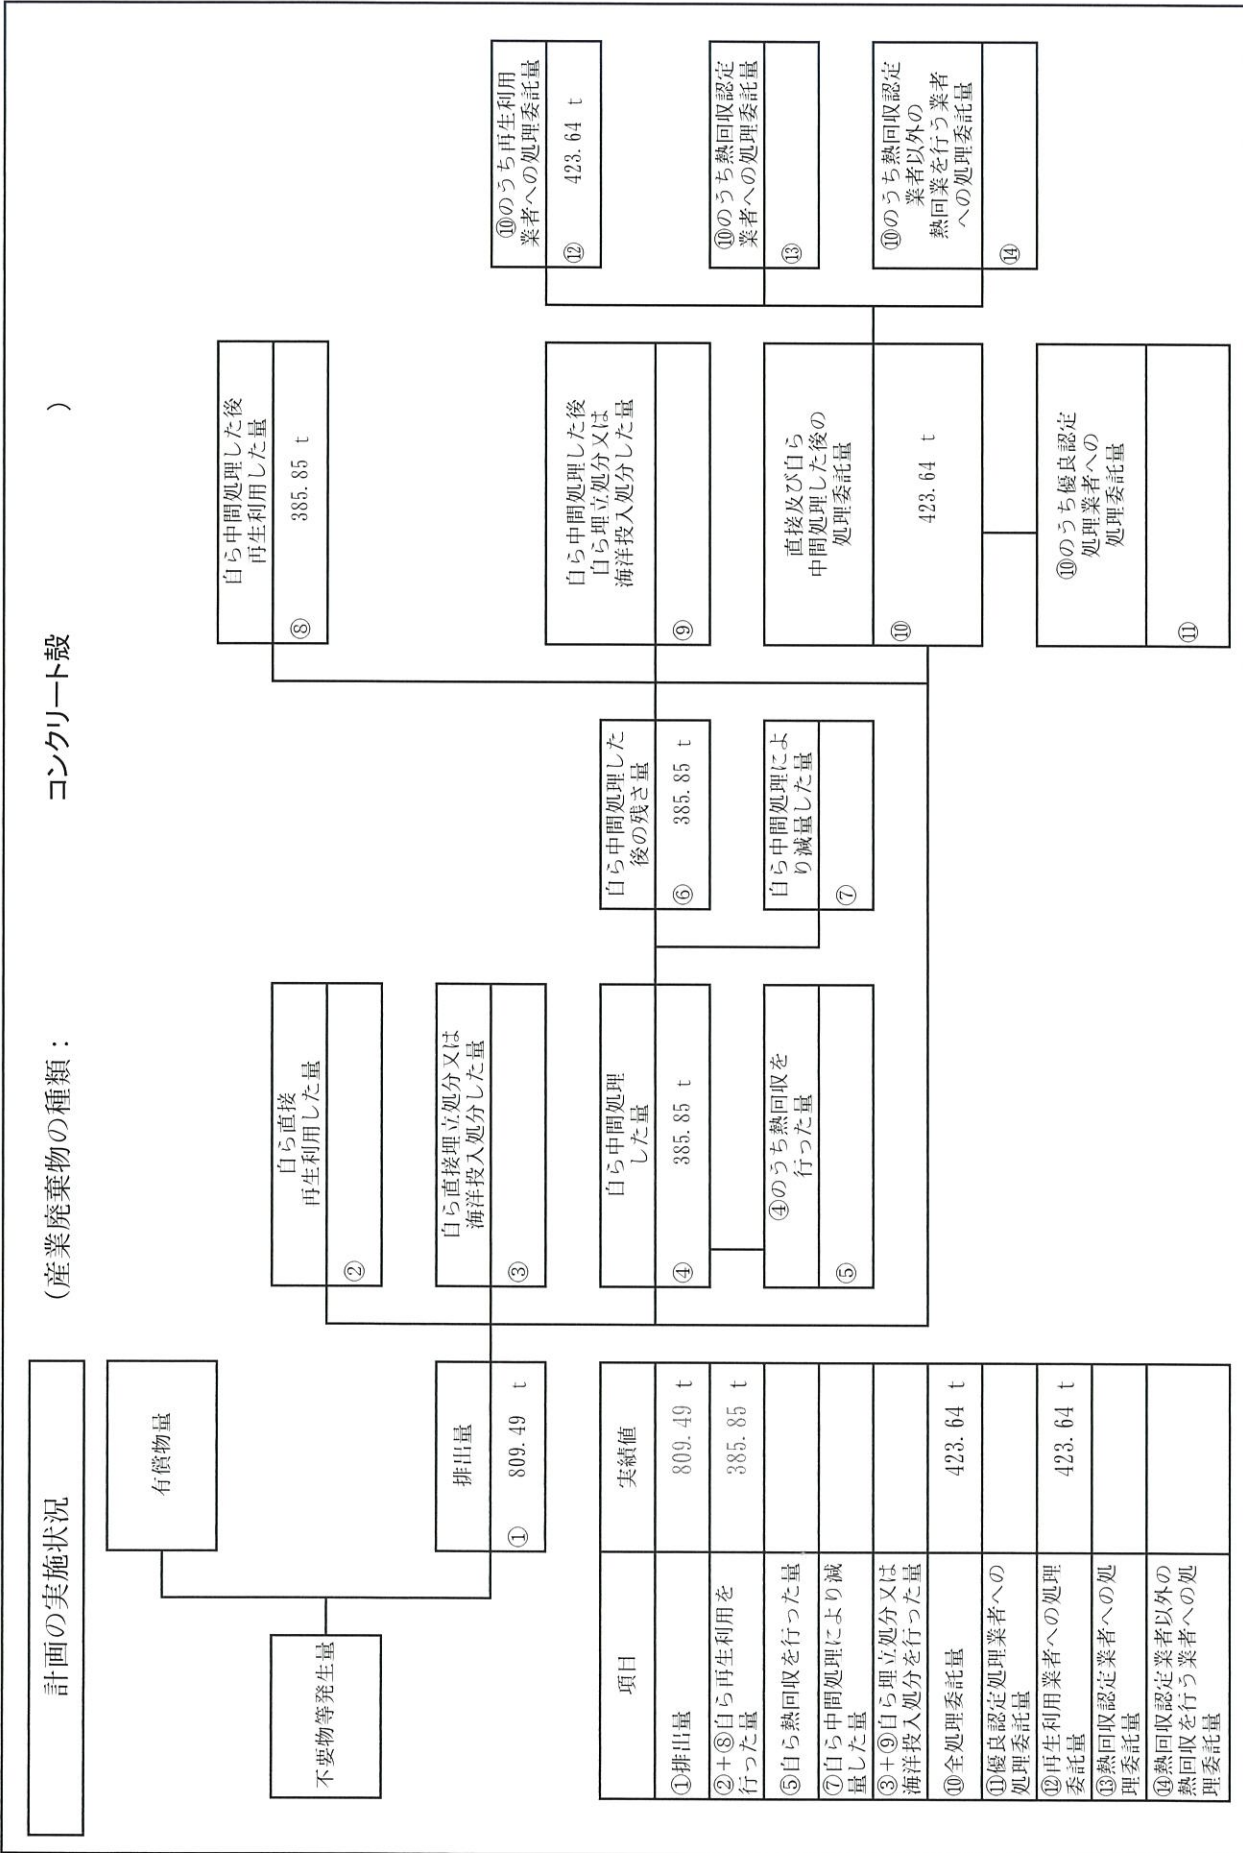 計画の実施状況
(産業廃棄物の種類：　コンクリート殻　)
有償物量
不要物等発生量
排出量
① 809.49 t
自ら直接
再生利用した量
②
自ら直接埋立処分又は
海洋投入処分した量
③
自ら中間処理
した量
④ 385.85 t
④のうち熱回収を
行った量
⑤
自ら中間処理した
後の残さ量
⑥ 385.85 t
自ら中間処理によ
り減量した量
⑦
自ら中間処理した後
再生利用した量
⑧ 385.85 t
自ら中間処理した後
自ら埋立処分又は
海洋投入処分した量
⑨
直接及び自ら
中間処理した後の
処理委託量
⑩ 423.64 t
⑩のうち優良認定
処理業者への
処理委託量
⑪
⑩のうち再生利用
業者への処理委託量
⑫ 423.64 t
⑩のうち熱回収認定
業者への処理委託量
⑬
⑩のうち熱回収認定
業者以外の
熱回業を行う業者
への処理委託量
⑭
項目 実績値
①排出量 809.49 t
②+⑧自ら再生利用を
行った量 385.85 t
⑤自ら熱回収を行った量
⑦自ら中間処理により減
量した量
③+⑨自ら埋立処分又は
海洋投入処分を行った量
⑩全処理委託量 423.64 t
⑪優良認定処理業者への
処理委託量
⑫再生利用業者への処理
委託量 423.64 t
⑬熱回収認定業者への処
理委託量
⑭熱回収認定業者以外の
熱回収を行う業者への処
理委託量